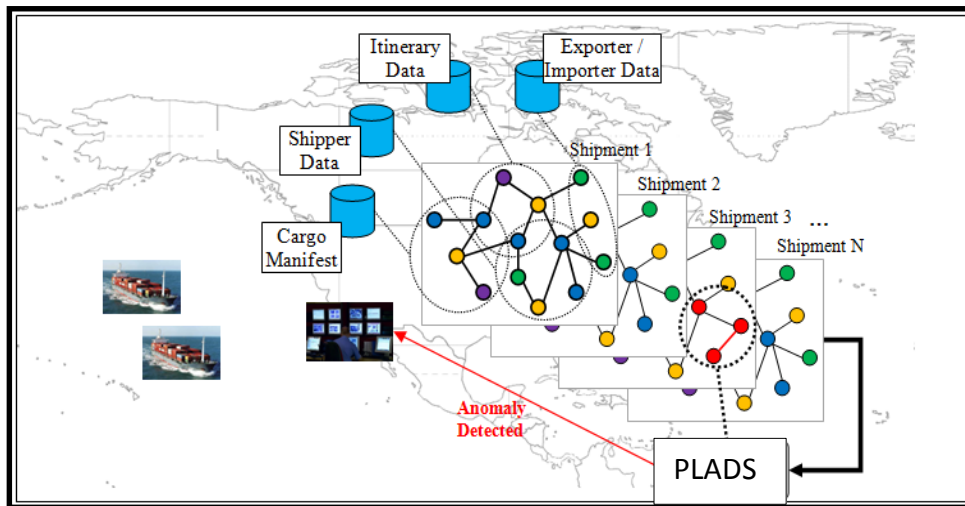 Itinerary
Data
Exporter /
Importer Data
Shipper
Data
Cargo
Manifest
Shipment 1
Shipment 2
Shipment 3
...
Shipment N
Anomaly
Detected
PLADS